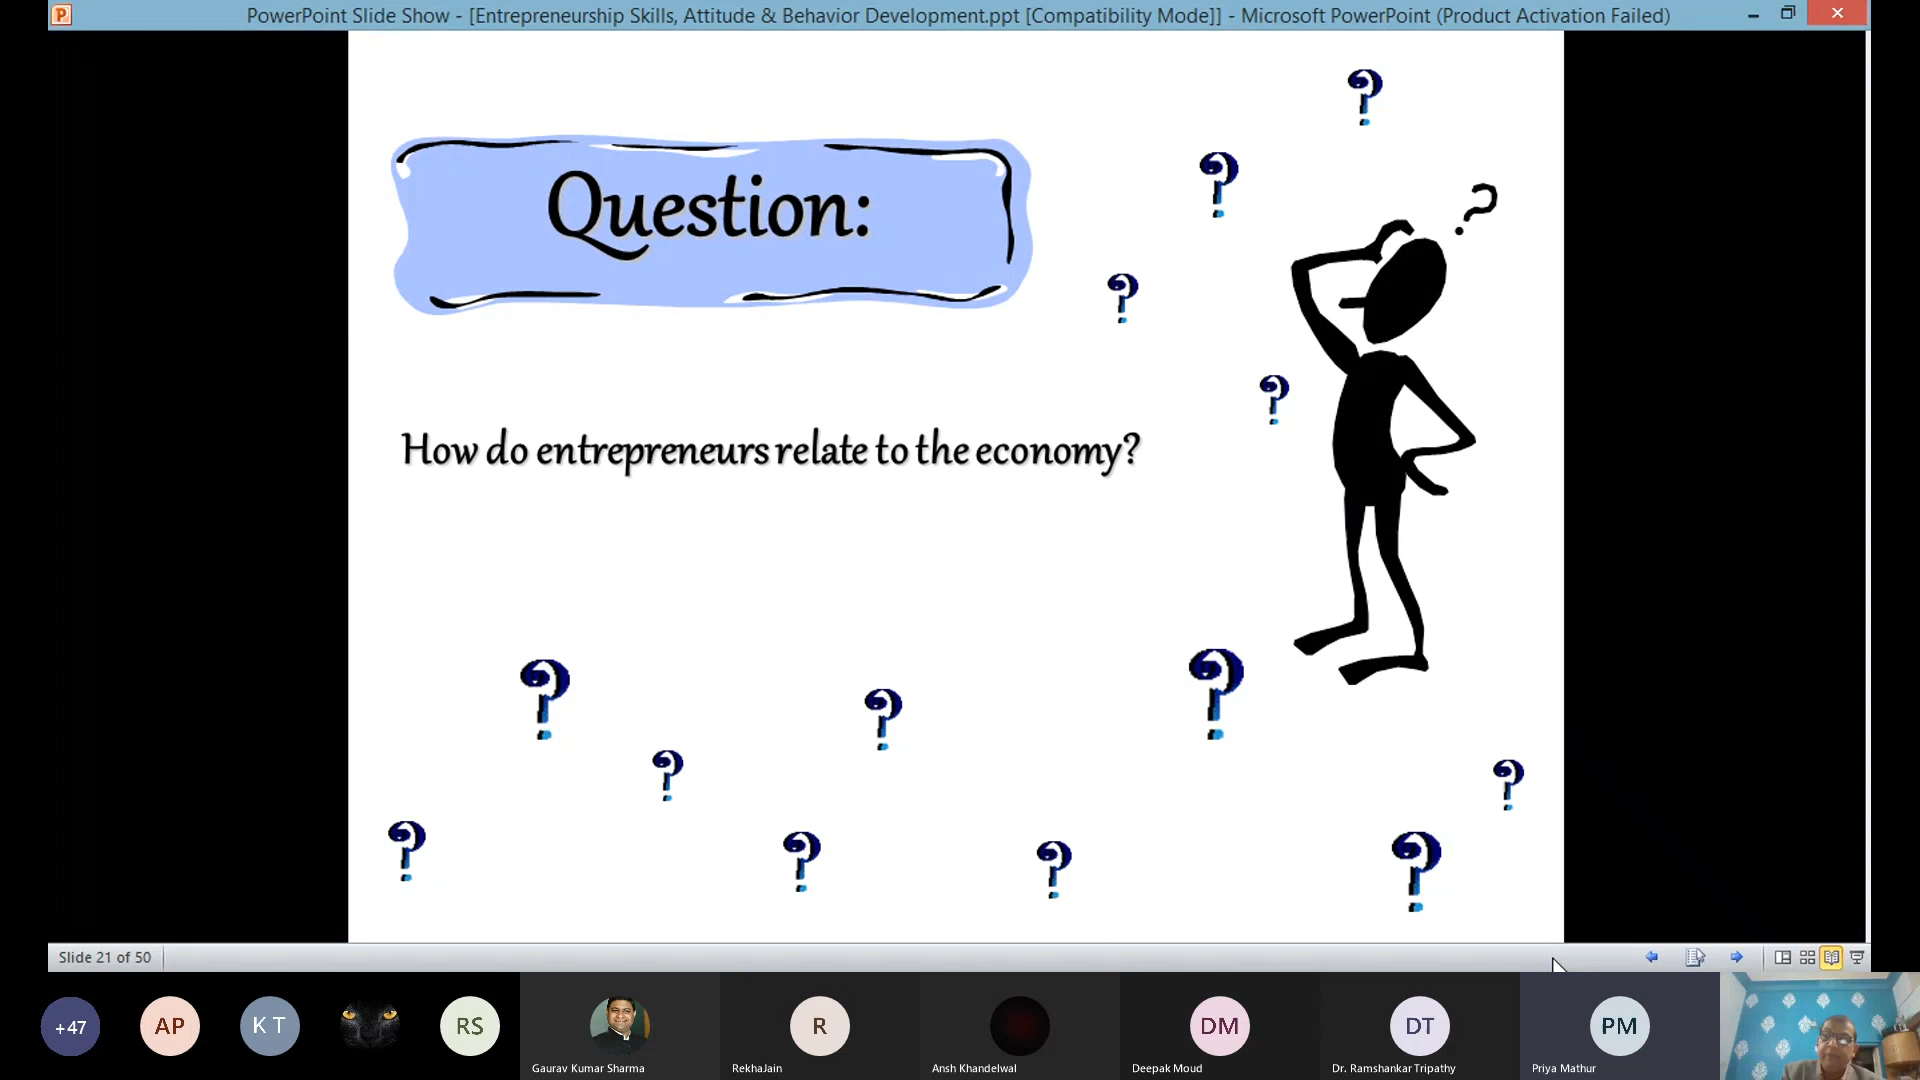 PowerPoint Slide Show - [Entrepreneurship Skills, Attitude & Behavior Development.ppt [Compatibility Mode]] - Microsoft PowerPoint (Product Activation Failed)
Question:
How do entrepreneurs relate to the economy?
Slide 21 of 50
+47
AP
K T
RS
Gaurav Kumar Sharma
R
RekhaJain
Ansh Khandelwal
DM
Deepak Moud
DT
Dr. Ramshankar Tripathy
PM
Priya Mathur